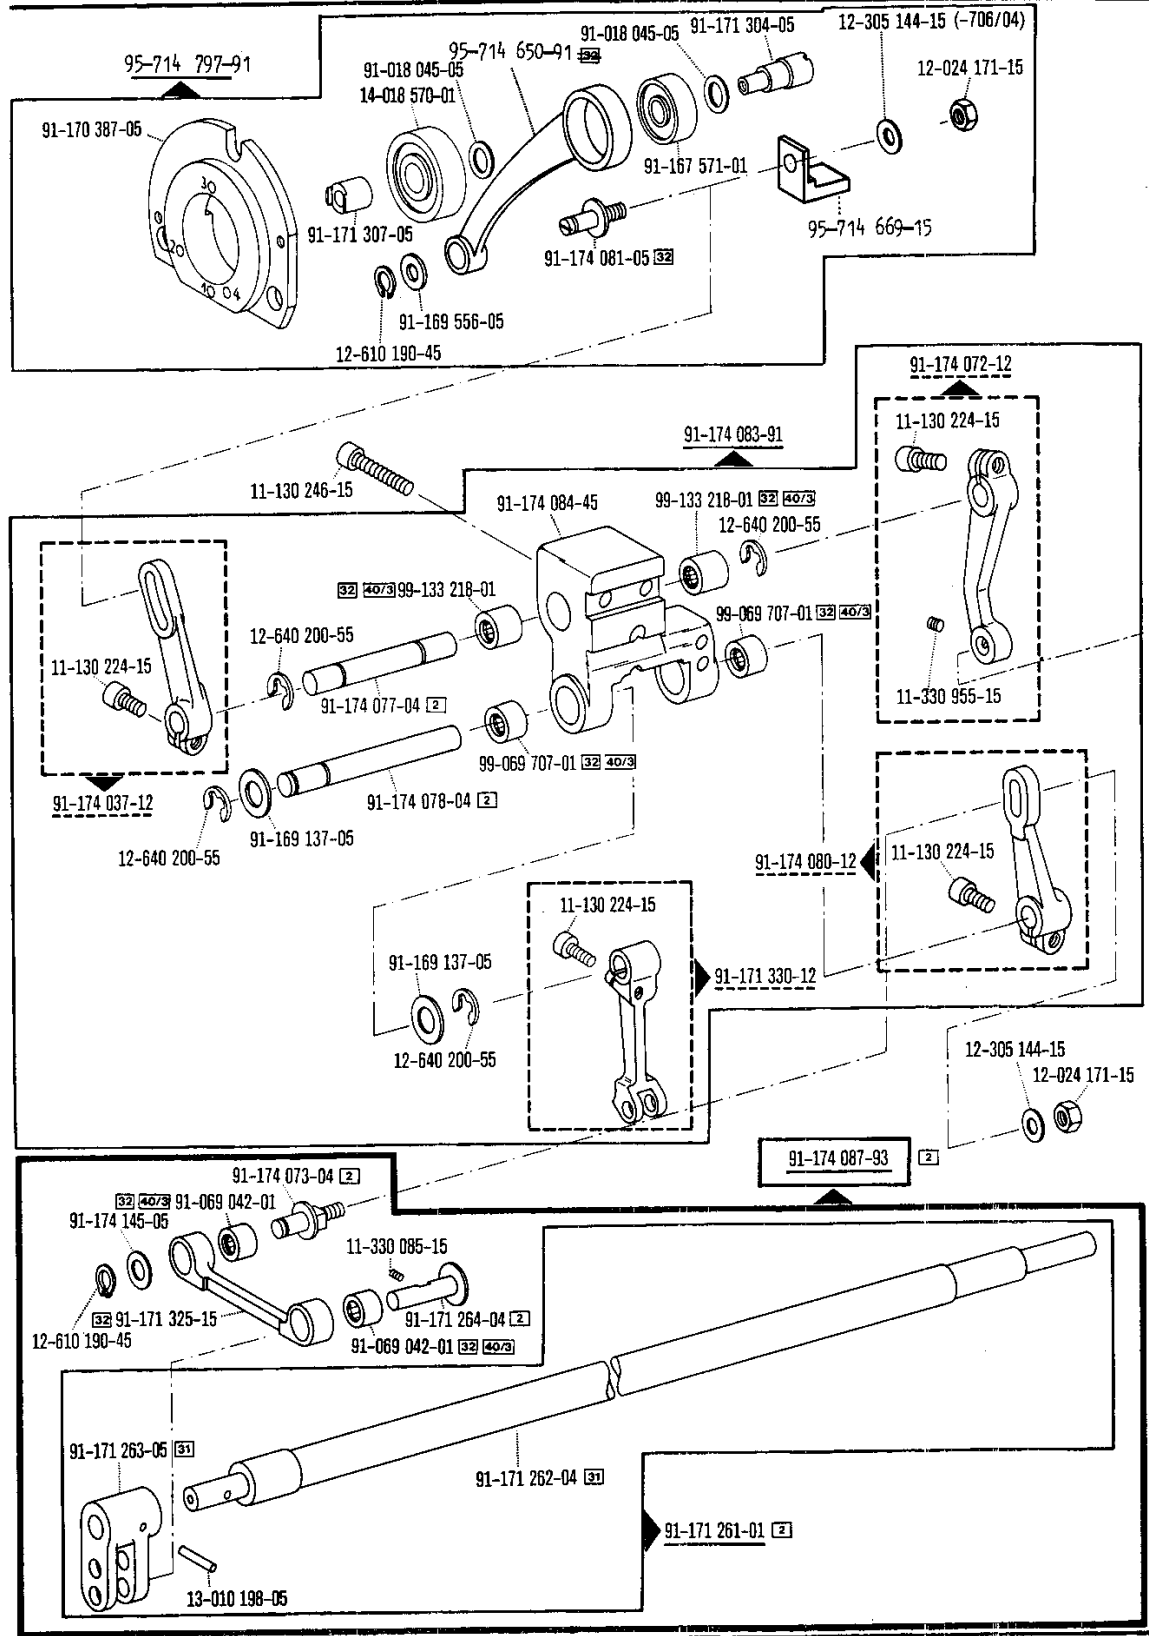 12-305 144-15 (-706/04)
91-171 304-05
91-018 045-05
95-714 650-91 32
95-714 797-91
91-018 045-05
14-018 570-01
12-024 171-15
91-170 387-05
91-167 571-01
3
2
1 4
91-171 307-05
95-714 669-15
91-174 081-05 32
91-169 556-05
12-610 190-45
91-174 072-12
11-130 224-15
91-174 083-91
11-130 246-15
91-174 084-45
99-133 218-01 32 40/3
12-640 200-55
32 40/3 99-133 218-01
99-069 707-01 32 40/3
12-640 200-55
11-130 224-15
11-330 955-15
91-174 077-04 2
99-069 707-01 32 40/3
91-174 037-12
91-174 078-04 2
91-169 137-05
12-640 200-55
91-174 080-12
11-130 224-15
11-130 224-15
91-169 137-05
91-171 330-12
12-640 200-55
12-305 144-15
12-024 171-15
91-174 087-93 2
91-174 073-04 2
32 40/3 91-069 042-01
91-174 145-05
11-330 085-15
32 91-171 325-15
91-171 264-04 2
12-610 190-45
91-069 042-01 32 40/3
91-171 263-05 31
91-171 262-04 31
91-171 261-01 2
13-010 198-05